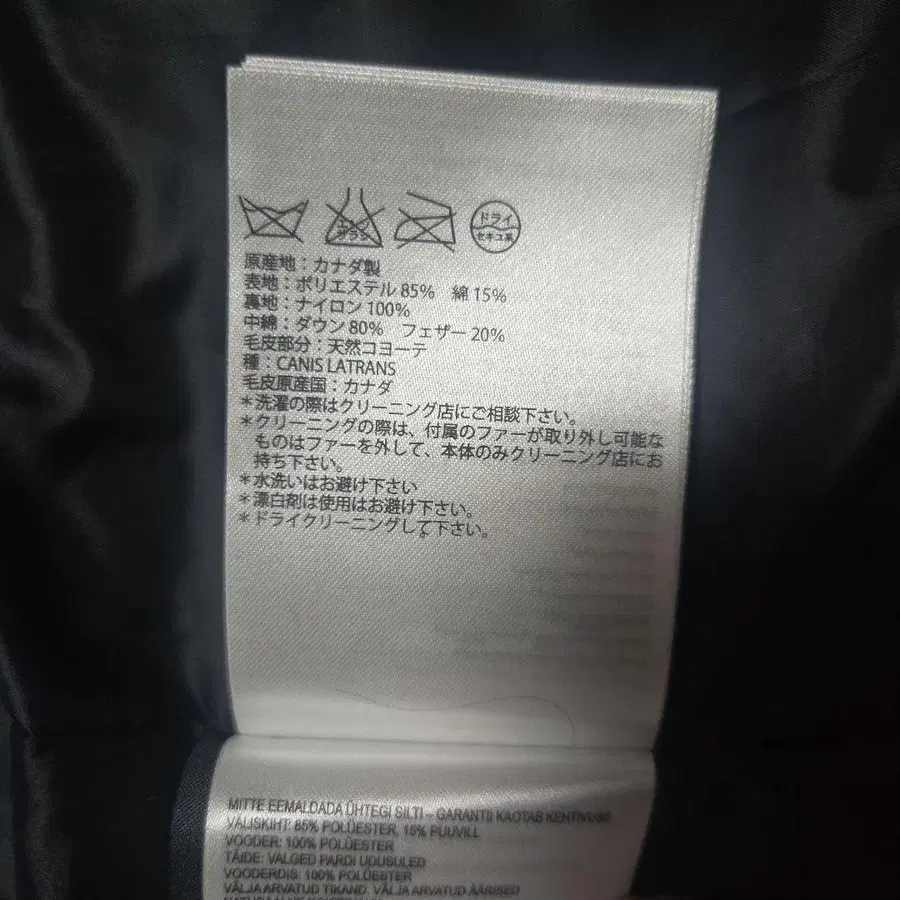 ドライ
セキユ系
原産地：カナダ製
表地：ポリエステル 85%　綿 15%
裏地：ナイロン 100%
中綿：ダウン 80%　フェザー 20%
毛皮部分：天然コヨーテ
種：CANIS LATRANS
毛皮原産国：カナダ
＊洗濯の際はクリーニング店にご相談下さい。
＊クリーニングの際は、付属のファーが取り外し可能な
ものはファーを外して、本体のみクリーニング店にお
持ち下さい。
＊水洗いはお避け下さい
＊漂白剤は使用はお避け下さい。
＊ドライクリーニングして下さい。
MITTE EEMALDADA ÜHTEGI SILTI – GARANTII KAOTAB KEHTIVUSE
VÄLISKIHT: 85% POLÜESTER, 15% PUUVILL
VOODER: 100% POLÜESTER
TÄIDE: VALGED PARDI UDUSULED
VOODERDIS: 100% POLÜESTER
VÄLJA ARVATUD TIKAND. VÄLJA ARVATUD ÄÄRISED